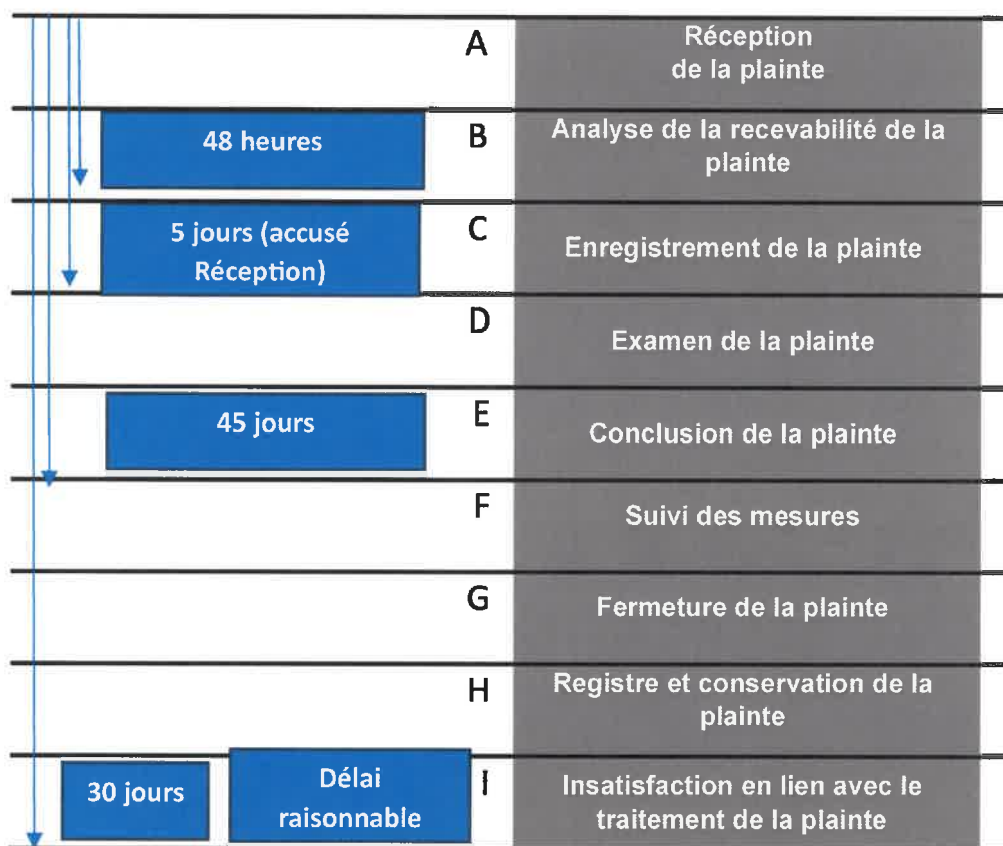 A
Réception
de la plainte
48 heures
B
Analyse de la recevabilité de la
plainte
5 jours (accusé
Réception)
C
Enregistrement de la plainte
D
Examen de la plainte
45 jours
E
Conclusion de la plainte
F
Suivi des mesures
G
Fermeture de la plainte
H
Registre et conservation de la
plainte
30 jours
Délai
raisonnable
I
Insatisfaction en lien avec le
traitement de la plainte